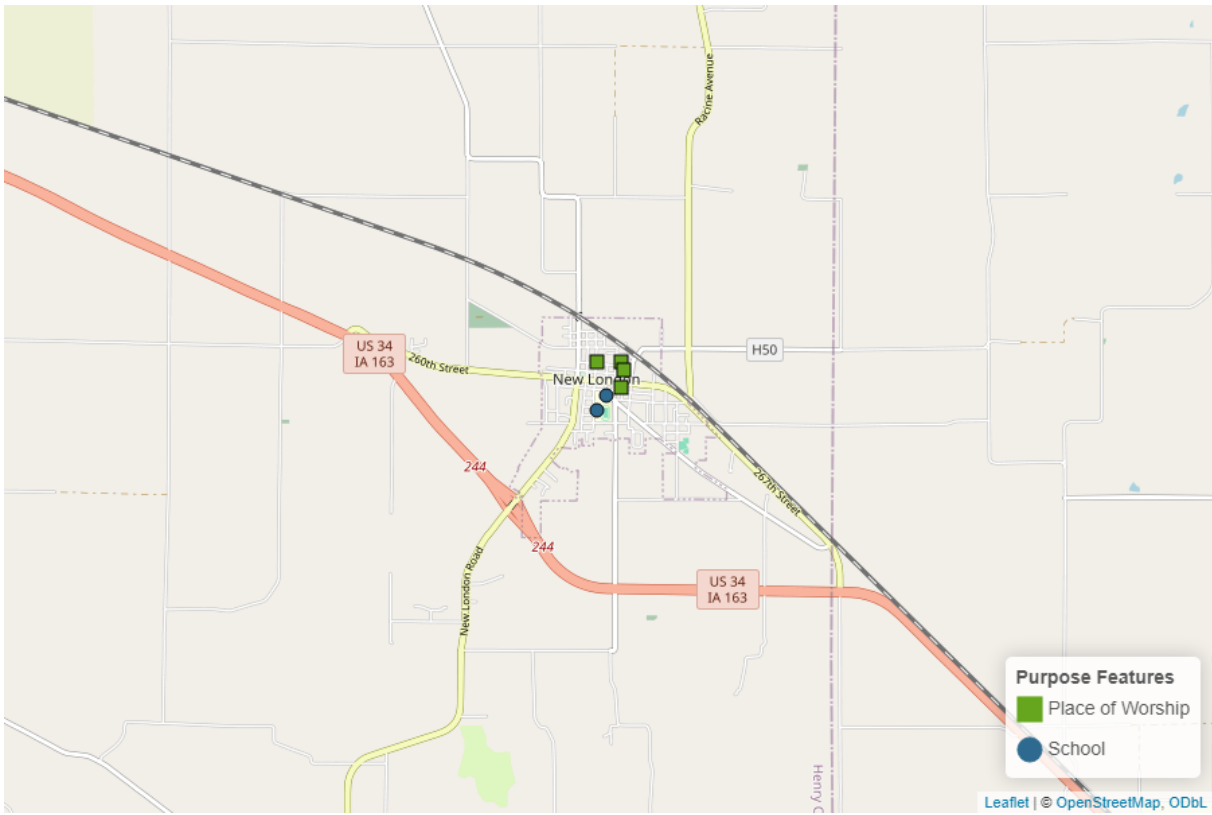 Racine Avenue
US 34
IA 163
260th Street
H50
New London
244
267th Street
244
New London Road
US 34
IA 163
Purpose Features
Place of Worship
School
Henry C
Leaflet | © OpenStreetMap, ODbL